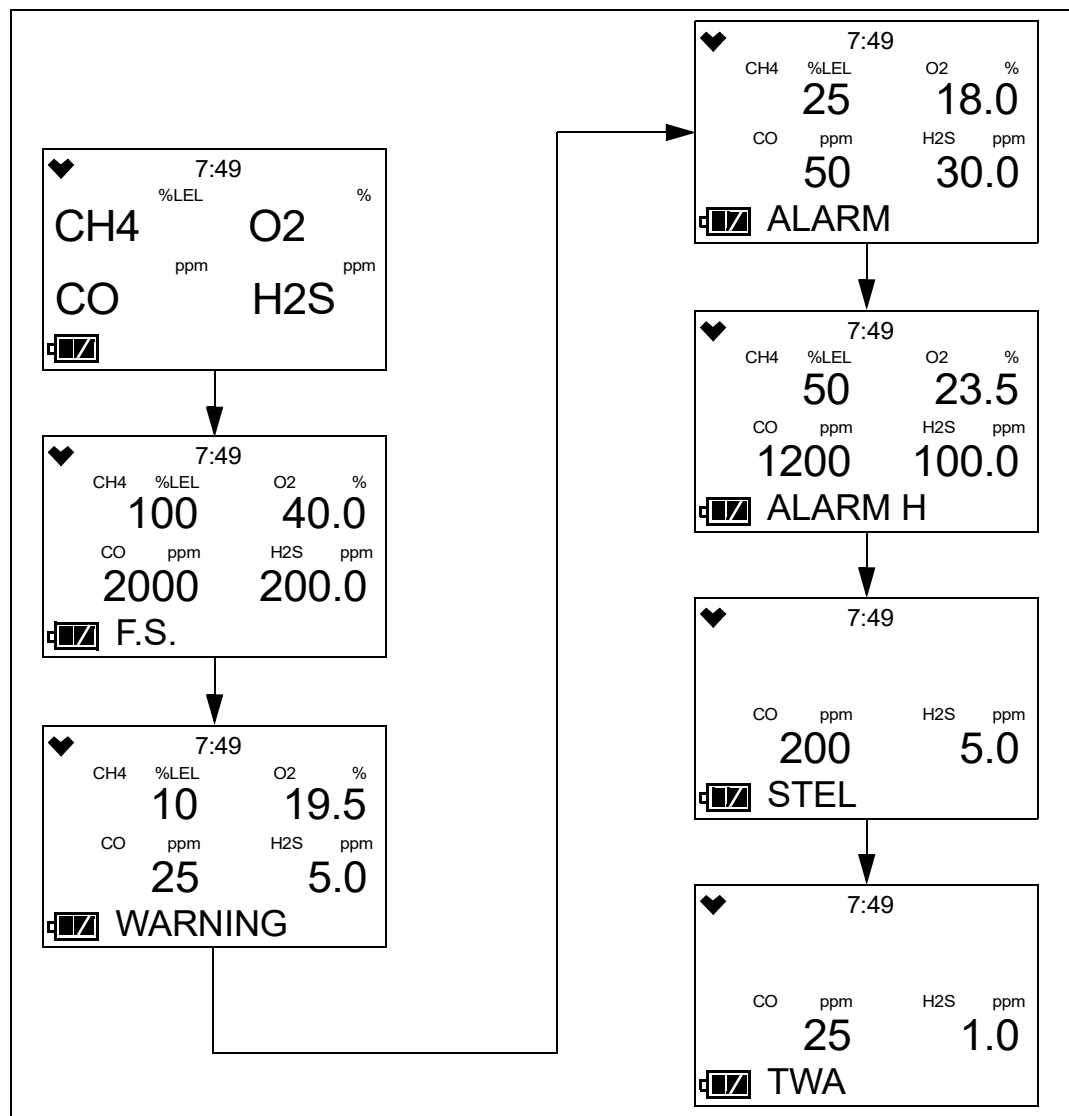 7:49
%LEL %
CH4 O2
ppm ppm
CO H2S
7:49
CH4 %LEL O2 %
100 40.0
CO ppm H2S ppm
2000 200.0
F.S.
7:49
CH4 %LEL O2 %
10 19.5
CO ppm H2S ppm
25 5.0
WARNING
7:49
CH4 %LEL O2 %
25 18.0
CO ppm H2S ppm
50 30.0
ALARM
7:49
CH4 %LEL O2 %
50 23.5
CO ppm H2S ppm
1200 100.0
ALARM H
7:49
CO ppm H2S ppm
200 5.0
STEL
7:49
CO ppm H2S ppm
25 1.0
TWA